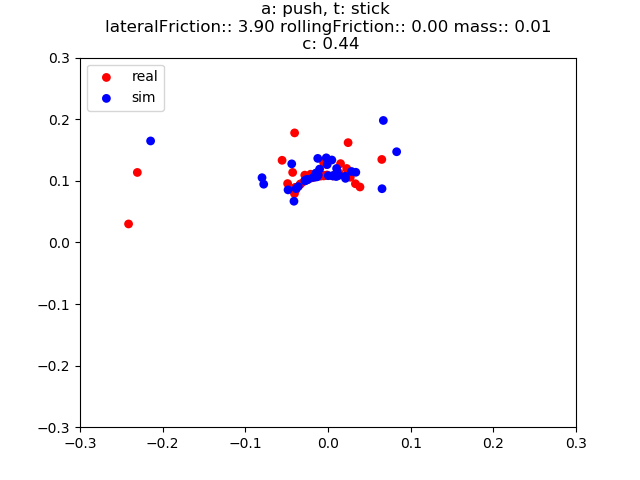 a: push, t: stick
lateralFriction:: 3.90 rollingFriction:: 0.00 mass:: 0.01
c: 0.44
real
sim
0.3
0.2
0.1
0.0
−0.1
−0.2
−0.3
−0.3 −0.2 −0.1 0.0 0.1 0.2 0.3